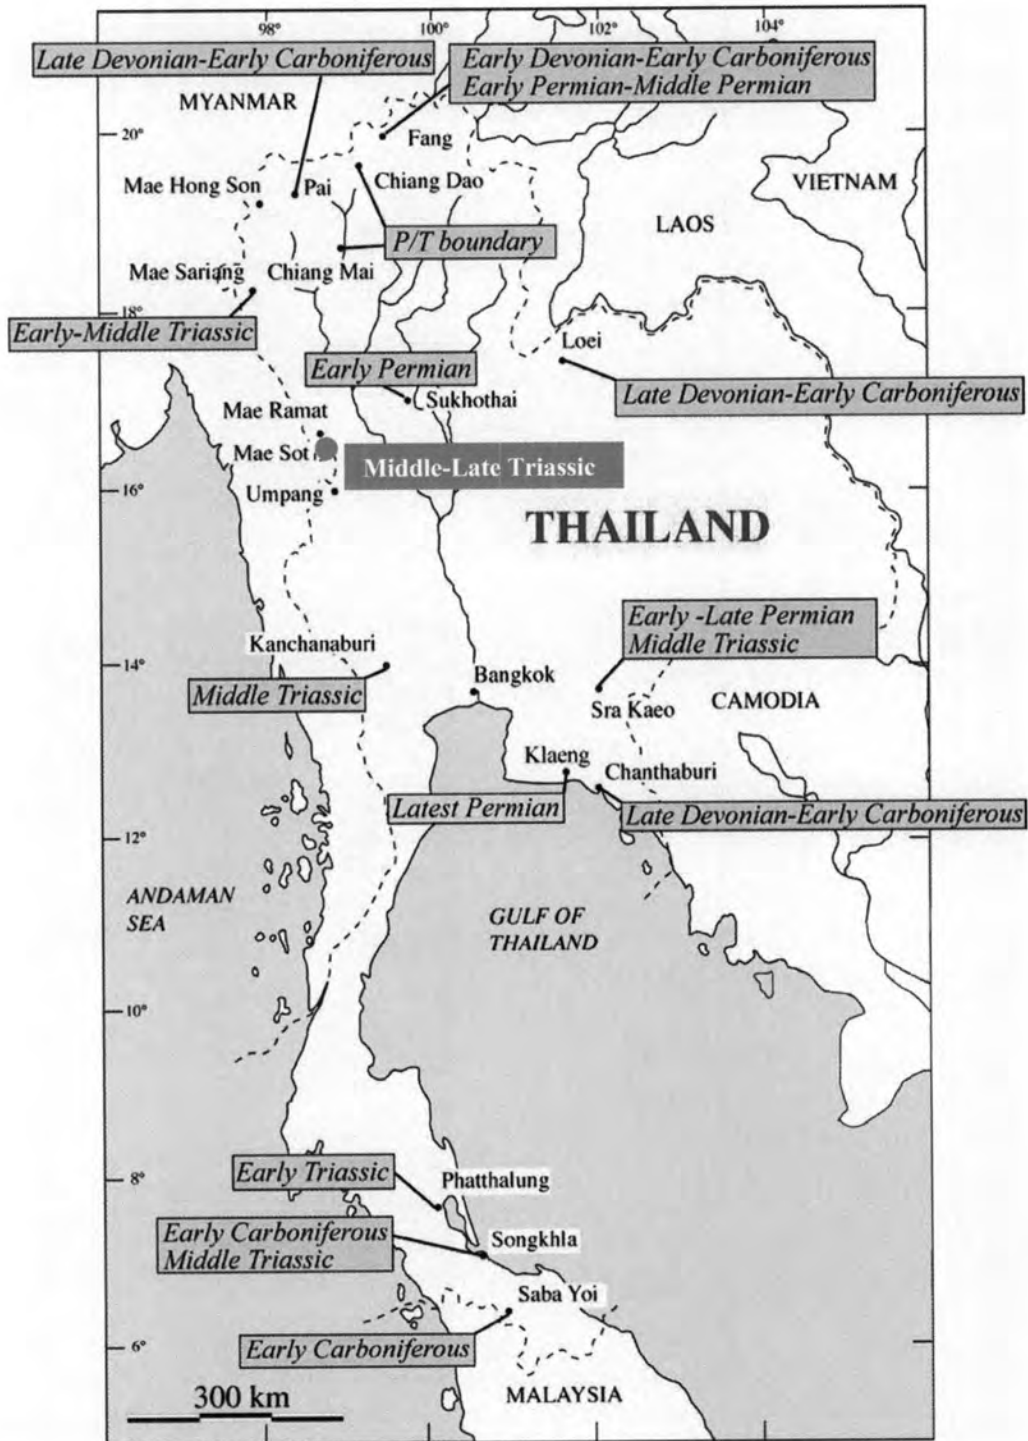 98°
100°
102°
104°
Late Devonian-Early Carboniferous
Early Devonian-Early Carboniferous
Early Permian-Middle Permian
MYANMAR
20°
Fang
Mae Hong Son
Pai
Chiang Dao
VIETNAM
LAOS
P/T boundary
Mae Sariang
Chiang Mai
18°
Early-Middle Triassic
Loei
Early Permian
Sukhothai
Late Devonian-Early Carboniferous
Mae Ramat
Mae Sot
Middle-Late Triassic
16°
Umpang
THAILAND
Early -Late Permian
Middle Triassic
Kanchanaburi
14°
Bangkok
Middle Triassic
Sra Kaeo
CAMODIA
Klaeng
Chanthaburi
Latest Permian
Late Devonian-Early Carboniferous
12°
ANDAMAN
SEA
GULF OF
THAILAND
10°
8°
Early Triassic
Phatthalung
Early Carboniferous
Middle Triassic
Songkhla
Saba Yoi
Early Carboniferous
6°
300 km
MALAYSIA